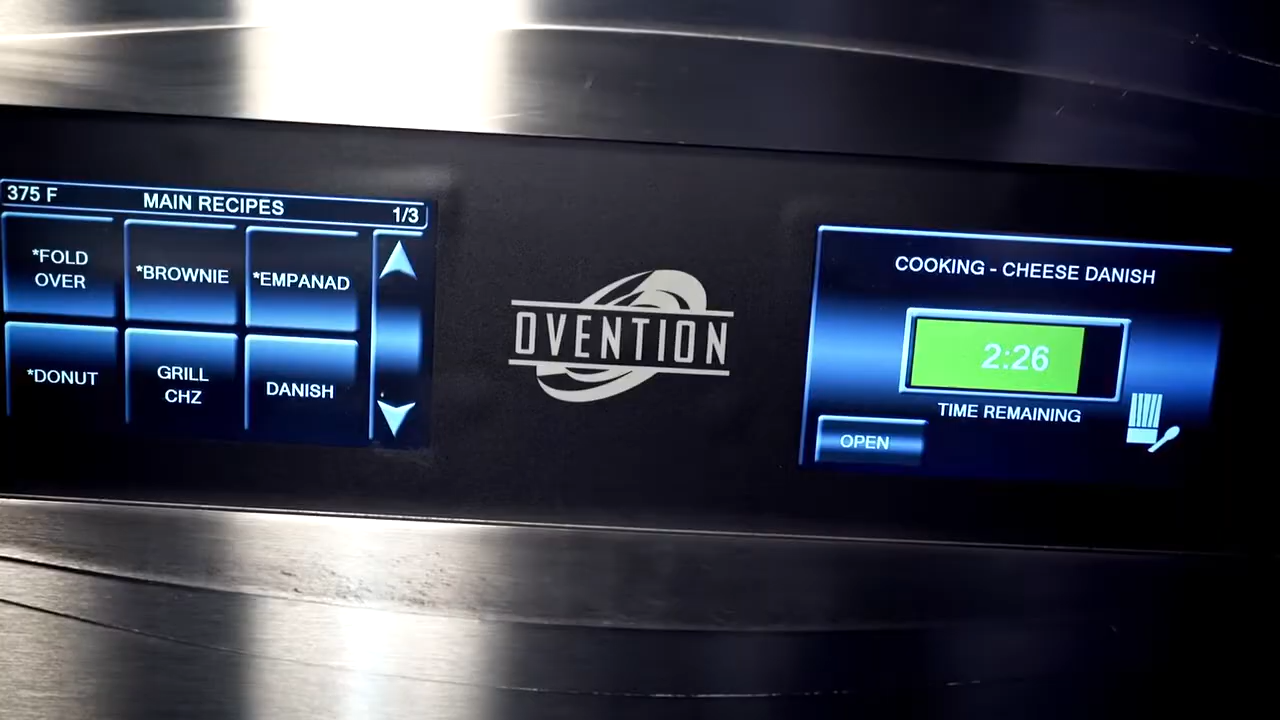 375 F
MAIN RECIPES
1/3
*FOLD
OVER
*BROWNIE
*EMPANAD
*DONUT
GRILL
CHZ
DANISH
OVENTION
COOKING - CHEESE DANISH
2:26
TIME REMAINING
OPEN